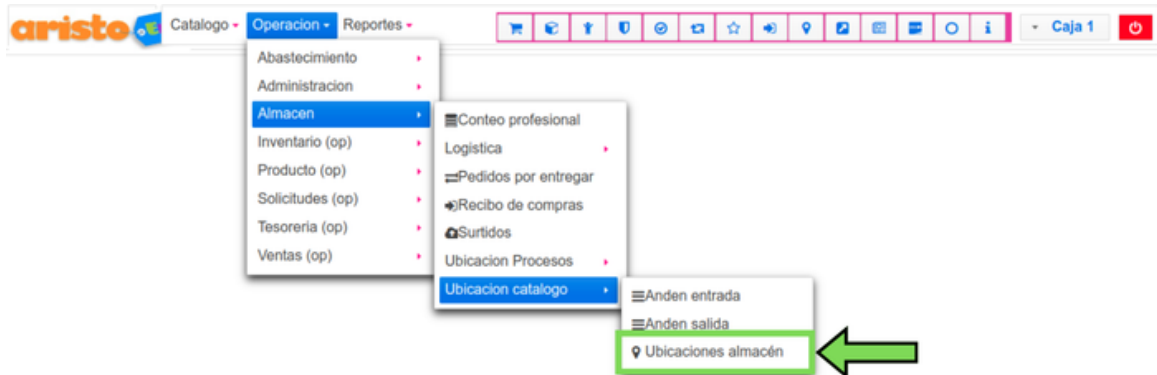 aristo.e
Catalogo Operacion Reportes
i
Caja 1
Abastecimiento
Administracion
Almacen
Inventario (op)
Producto (op)
Solicitudes (op)
Tesoreria (op)
Ventas (op)
Conteo profesional
Logistica
Pedidos por entregar
Recibo de compras
Surtidos
Ubicacion Procesos
Ubicacion catalogo
Anden entrada
Anden salida
Ubicaciones almacén